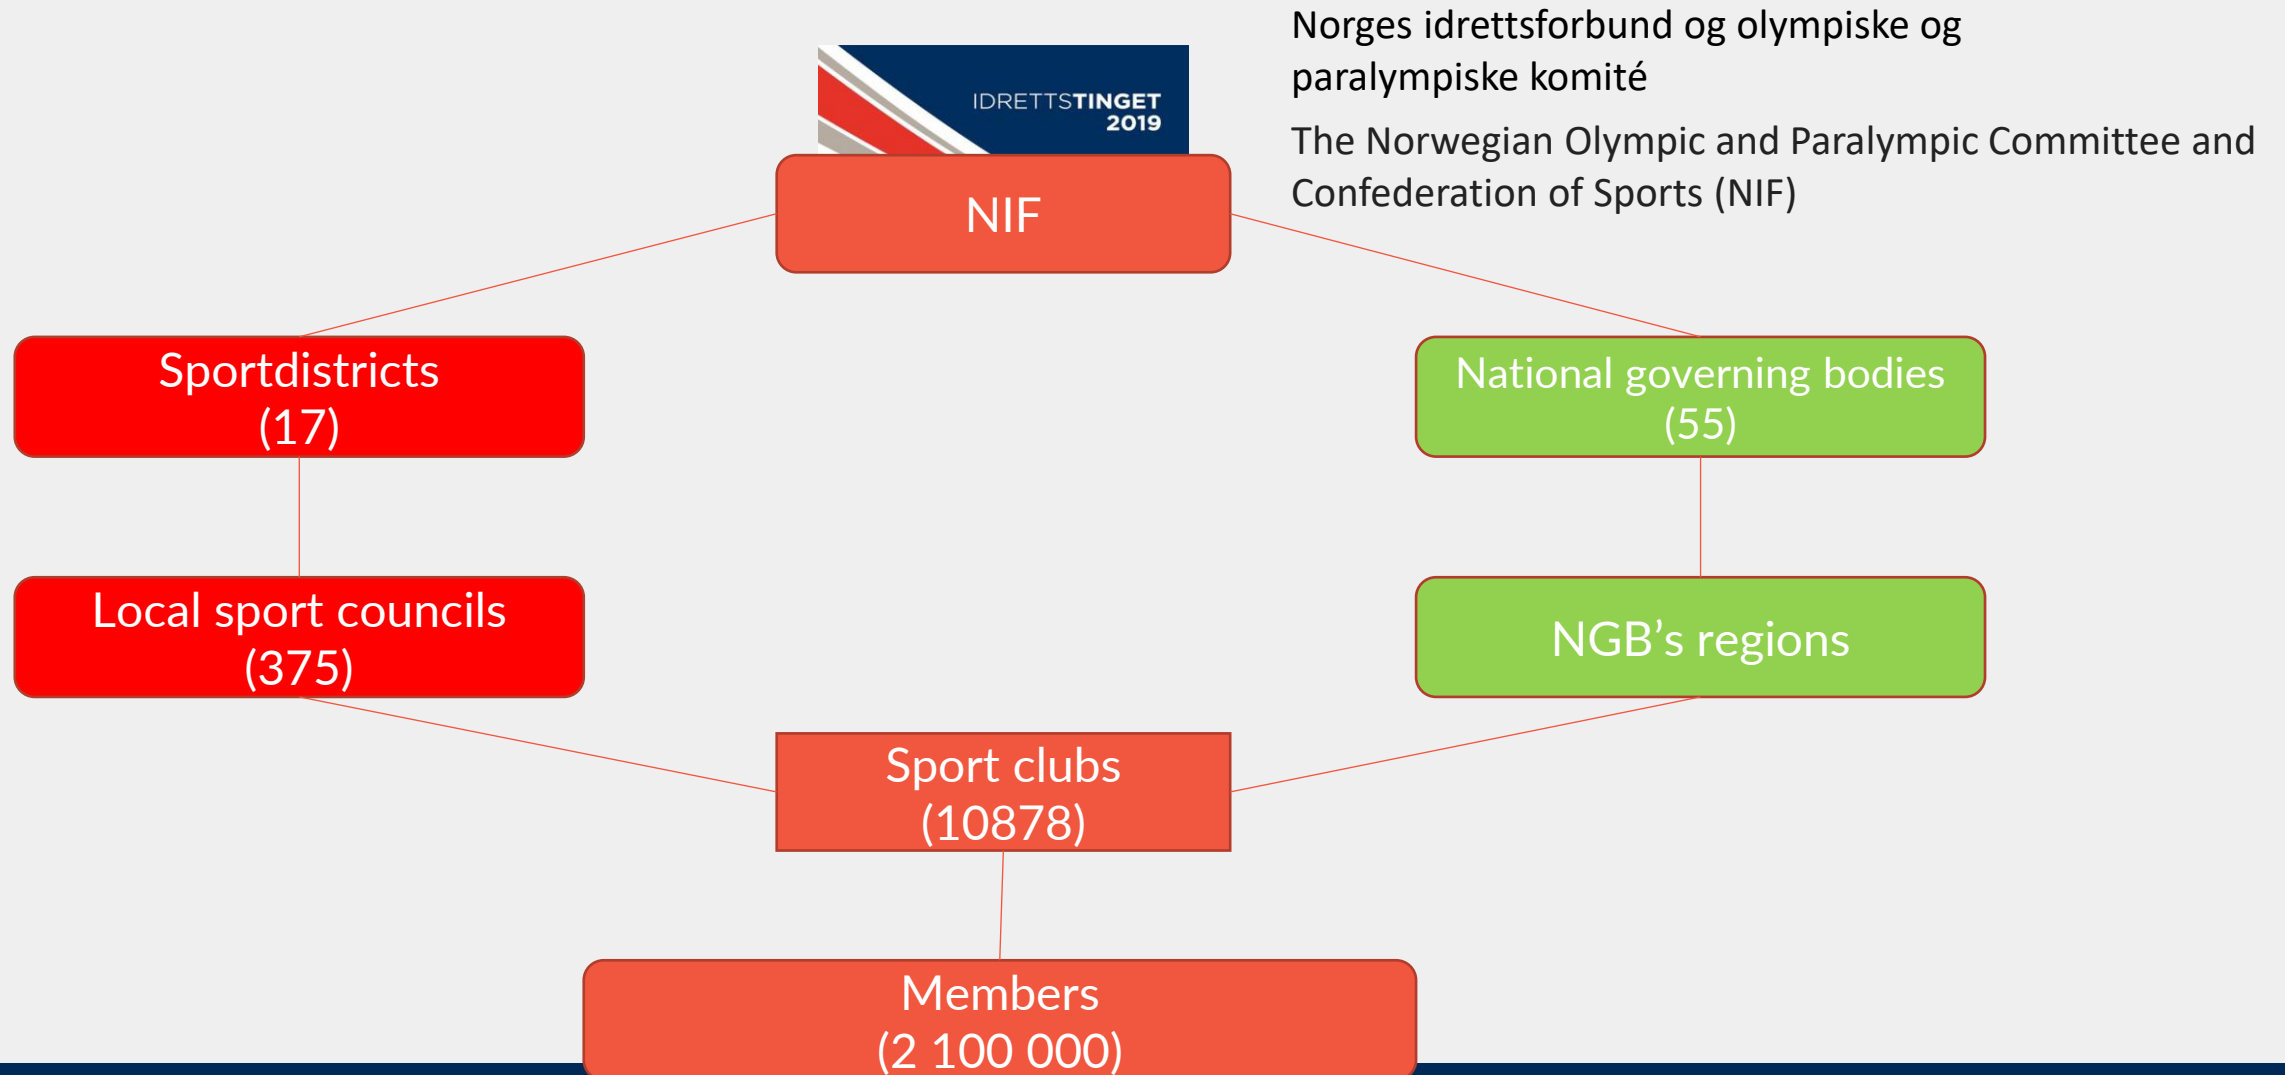 Norges idrettsforbund og olympiske og
paralympiske komité
The Norwegian Olympic and Paralympic Committee and
Confederation of Sports (NIF)
IDRETTSTINGET
2019
NIF
Sportdistricts
(17)
National governing bodies
(55)
Local sport councils
(375)
NGB’s regions
Sport clubs
(10878)
Members
(2 100 000)